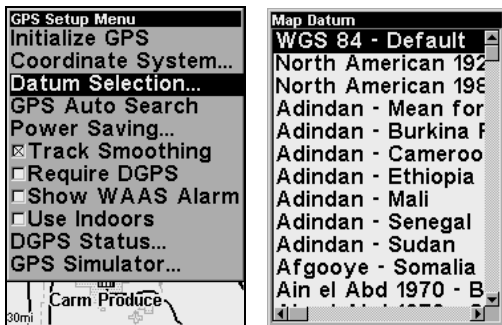 GPS Setup Menu
Initialize GPS
Coordinate System...
Datum Selection...
GPS Auto Search
Power Saving...
Track Smoothing
Require DGPS
Show WAAS Alarm
Use Indoors
DGPS Status...
GPS Simulator...
Carm Produce
30mi
Map Datum
WGS 84 - Default
North American 192
North American 198
Adindan - Mean for
Adindan - Burkina F
Adindan - Cameroo
Adindan - Ethiopia
Adindan - Mali
Adindan - Senegal
Adindan - Sudan
Afgooye - Somalia
Ain el Abd 1970 - B